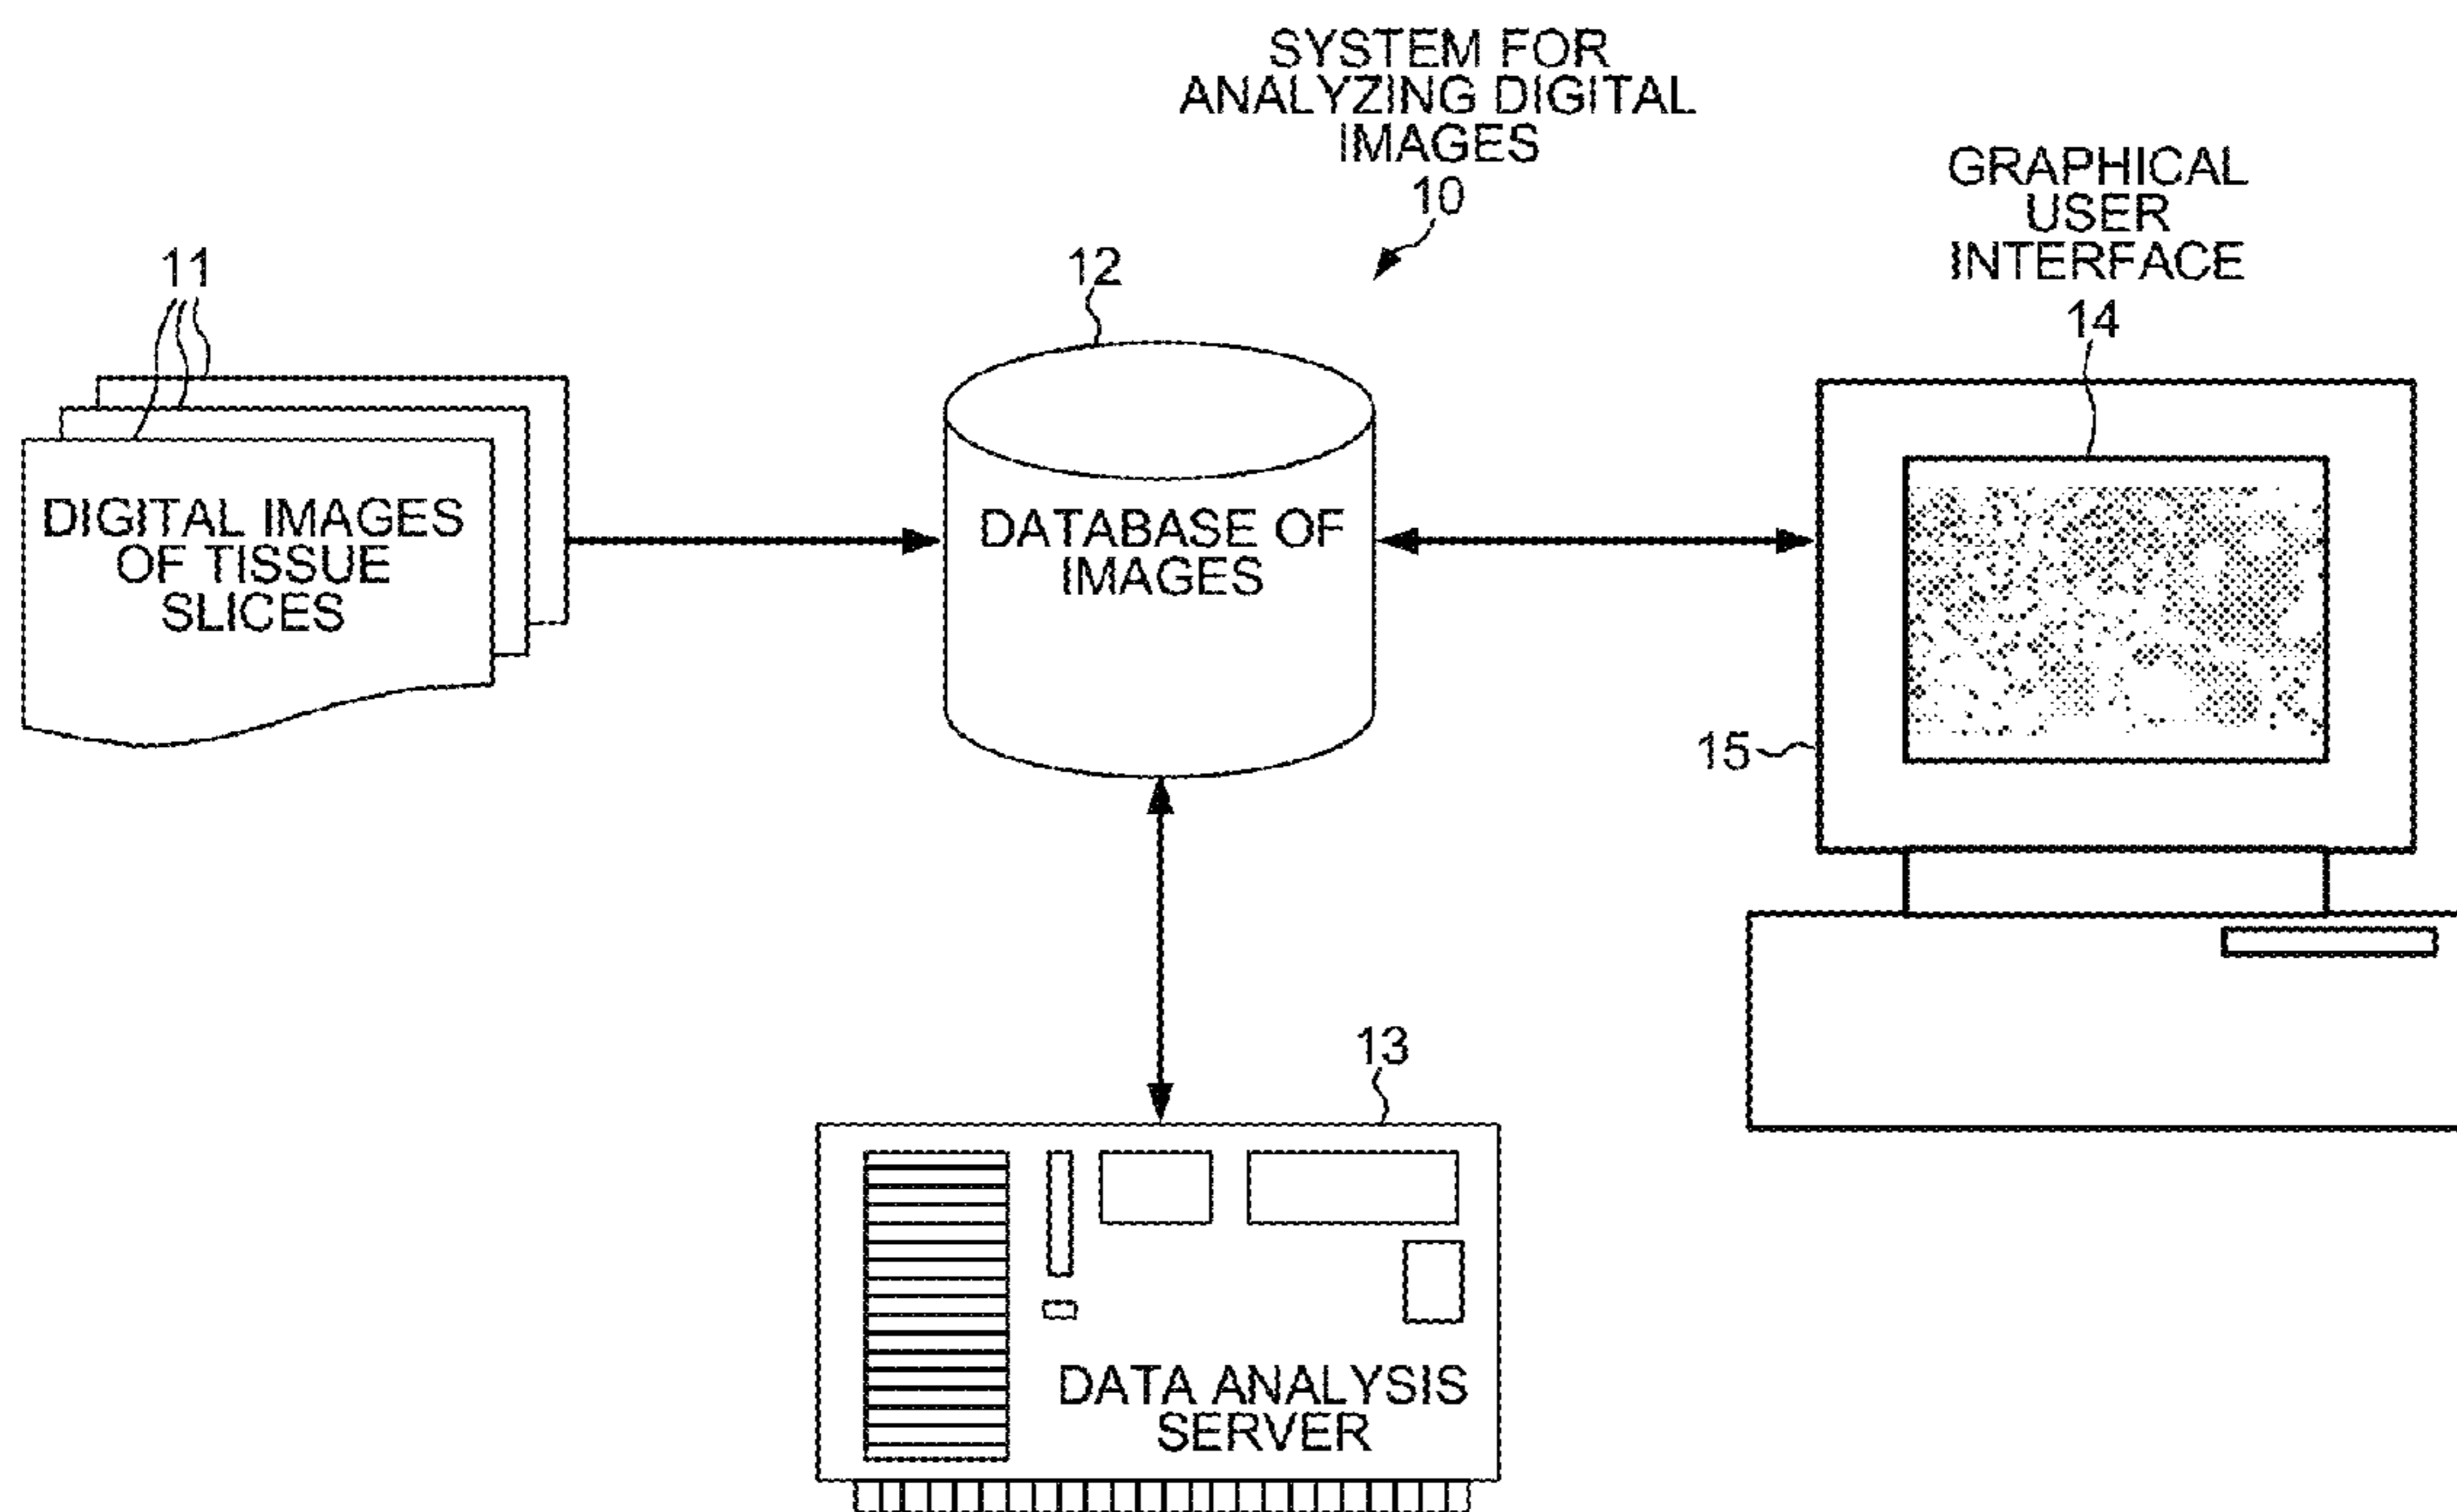 SYSTEM FOR
ANALYZING DIGITAL
IMAGES
10
GRAPHICAL
USER
INTERFACE
14
11
12
DIGITAL IMAGES
OF TISSUE
SLICES
DATABASE OF
IMAGES
15
13
DATA ANALYSIS
SERVER